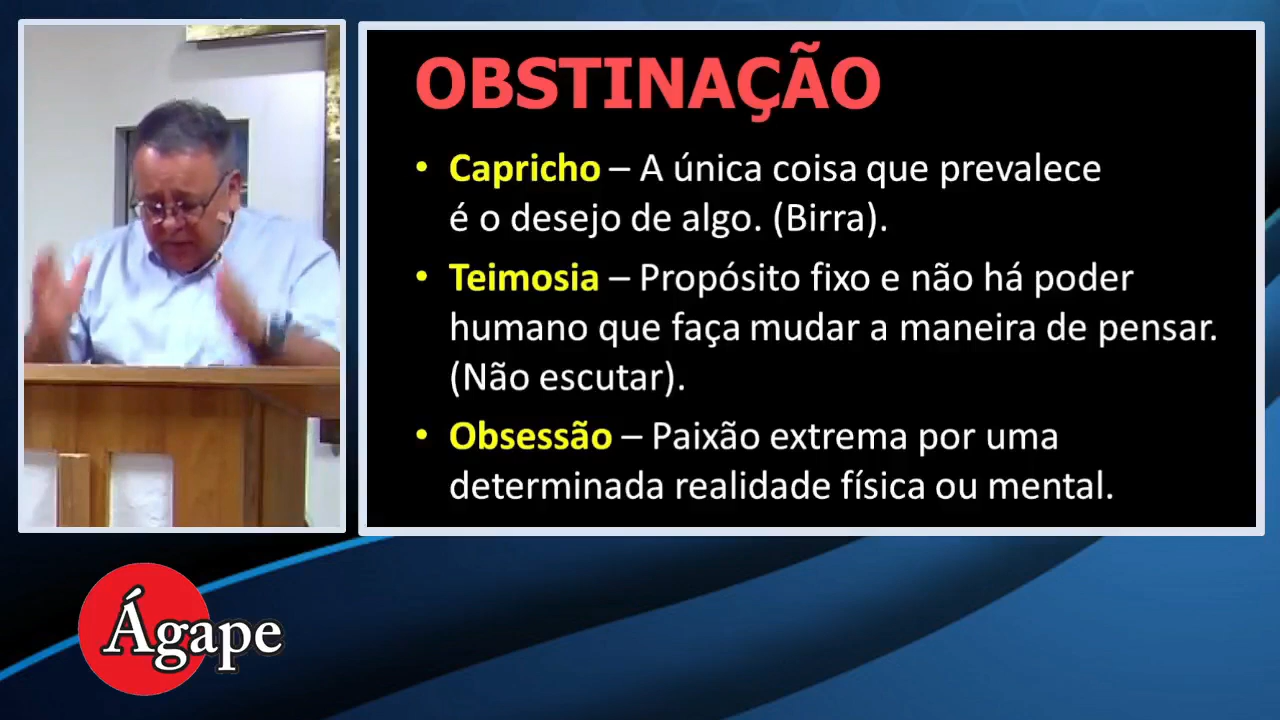 OBSTINAÇÃO
• Capricho – A única coisa que prevalece
é o desejo de algo. (Birra).
• Teimosia – Propósito fixo e não há poder
humano que faça mudar a maneira de pensar.
(Não escutar).
• Obsessão – Paixão extrema por uma
determinada realidade física ou mental.
Ágape